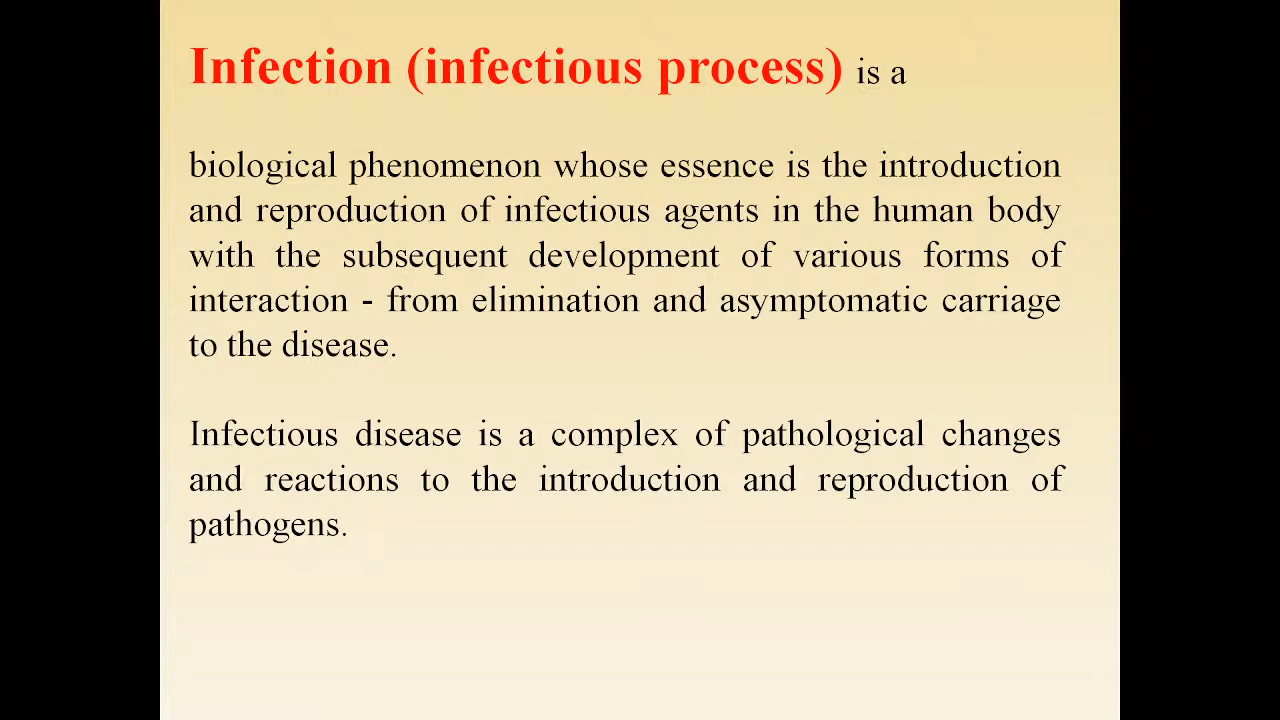 Infection (infectious process) is a
biological phenomenon whose essence is the introduction
and reproduction of infectious agents in the human body
with the subsequent development of various forms of
interaction - from elimination and asymptomatic carriage
to the disease.
Infectious disease is a complex of pathological changes
and reactions to the introduction and reproduction of
pathogens.